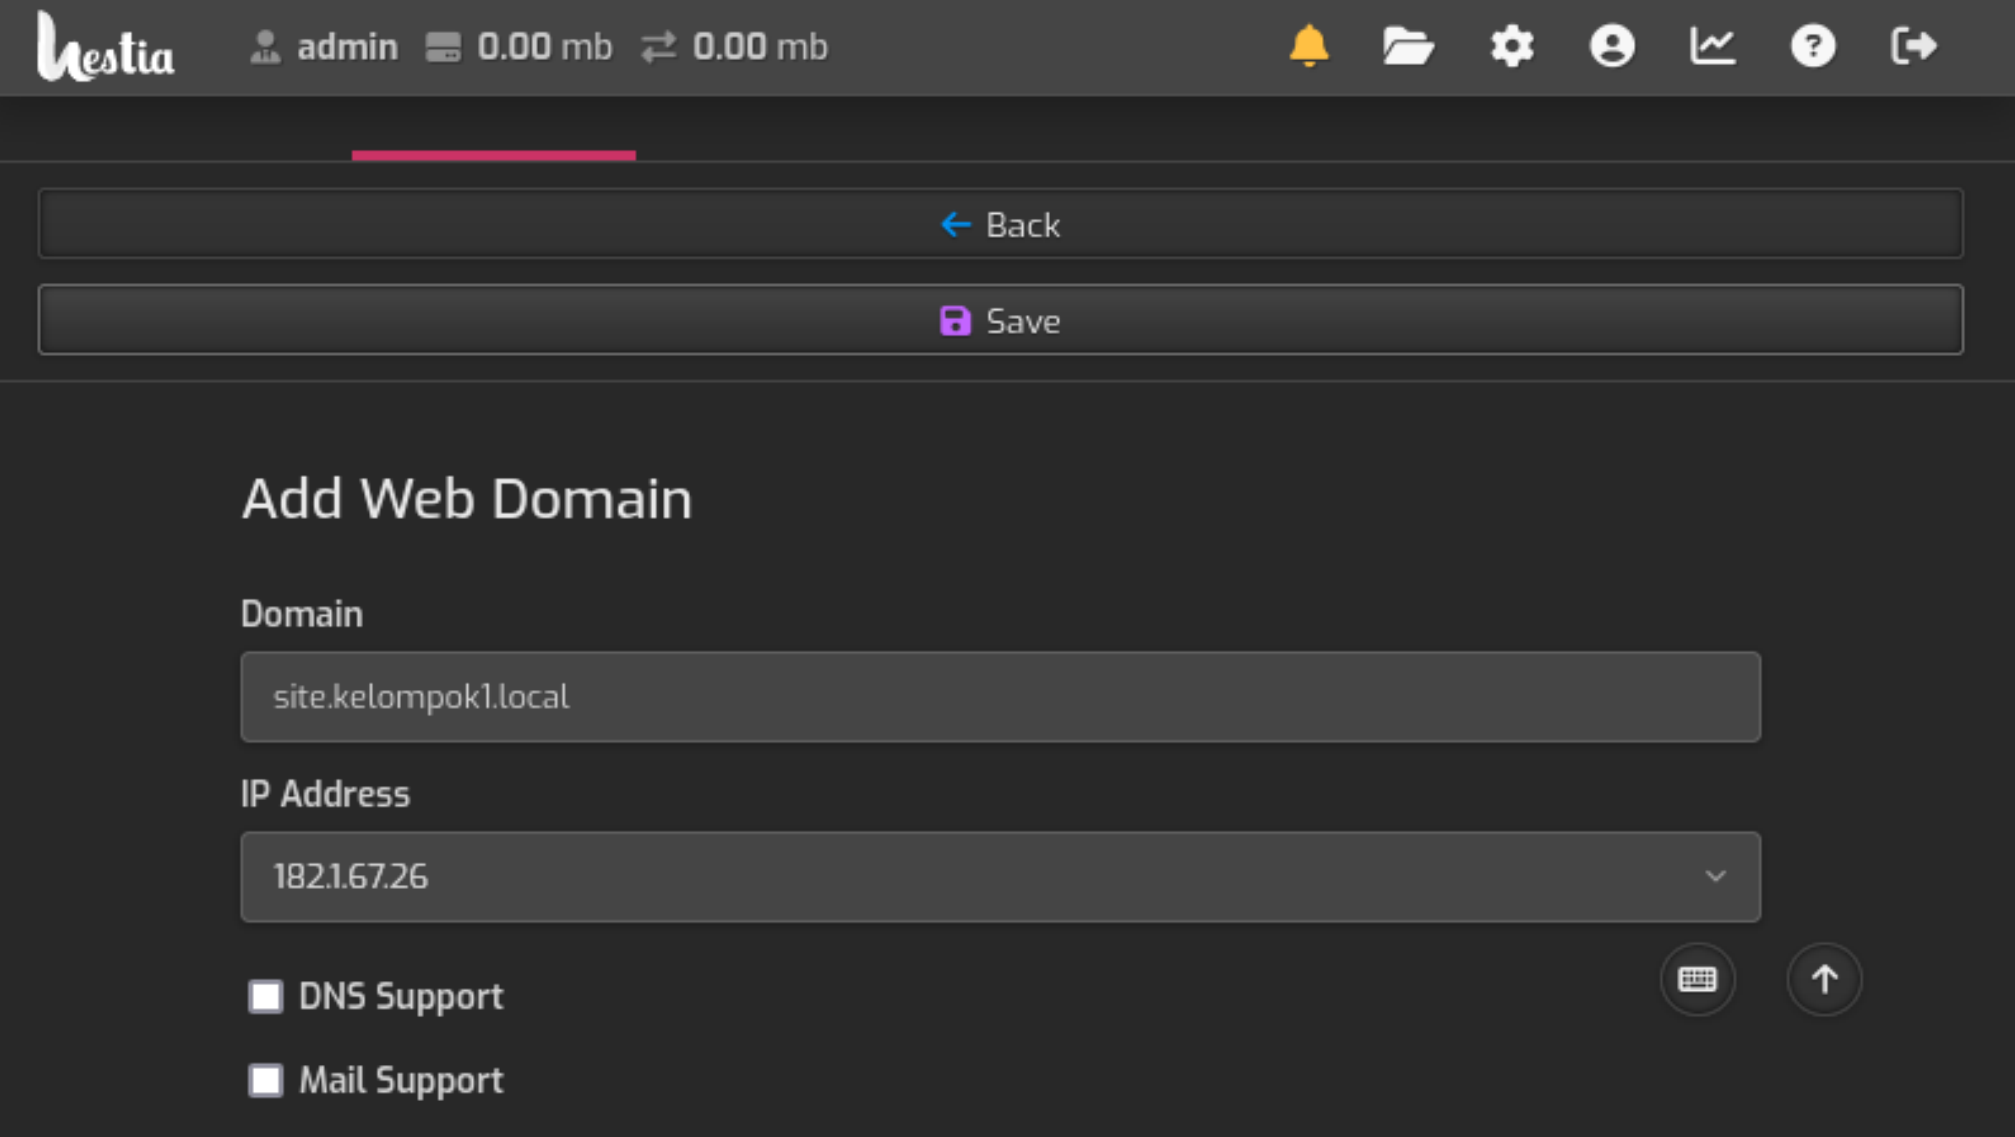 hestia admin 0.00 mb 0.00 mb
Back
Save
Add Web Domain
Domain
site.kelompok1.local
IP Address
182.1.67.26
DNS Support
Mail Support